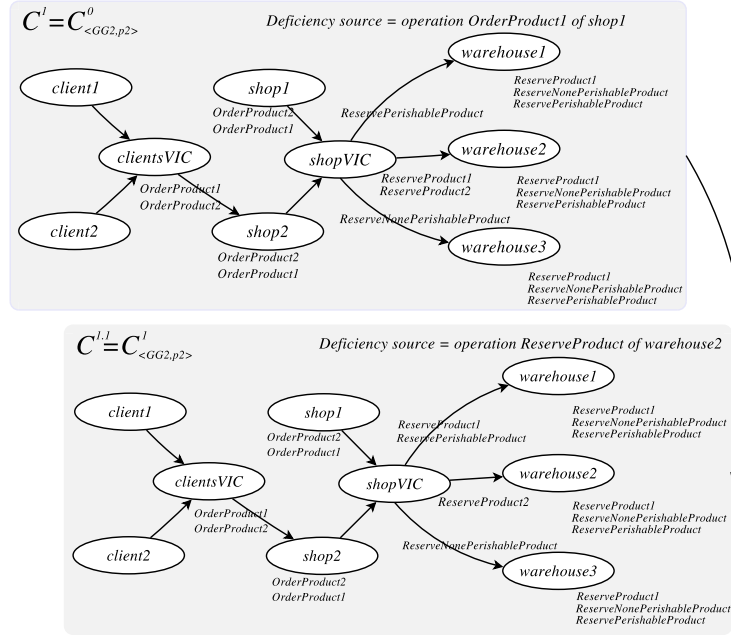 C¹=C⁰<GG2,p2>
Deficiency source = operation OrderProduct1 of shop1
warehouse1
ReserveProduct1
ReserveNonePerishableProduct
ReservePerishableProduct
client1
shop1
OrderProduct2
OrderProduct1
ReservePerishableProduct
clientsVIC
shopVIC
warehouse2
ReserveProduct1
ReserveProduct2
ReserveProduct1
ReserveNonePerishableProduct
ReservePerishableProduct
OrderProduct1
OrderProduct2
client2
shop2
ReserveNonePerishableProduct
warehouse3
OrderProduct2
OrderProduct1
ReserveProduct1
ReserveNonePerishableProduct
ReservePerishableProduct
C¹·¹=C¹<GG2,p2>
Deficiency source = operation ReserveProduct of warehouse2
warehouse1
ReserveProduct1
ReserveNonePerishableProduct
ReservePerishableProduct
client1
shop1
OrderProduct2
OrderProduct1
ReserveProduct1
ReservePerishableProduct
clientsVIC
shopVIC
warehouse2
ReserveProduct2
ReserveProduct1
ReserveNonePerishableProduct
ReservePerishableProduct
OrderProduct1
OrderProduct2
client2
shop2
ReserveNonePerishableProduct
warehouse3
OrderProduct2
OrderProduct1
ReserveProduct1
ReserveNonePerishableProduct
ReservePerishableProduct